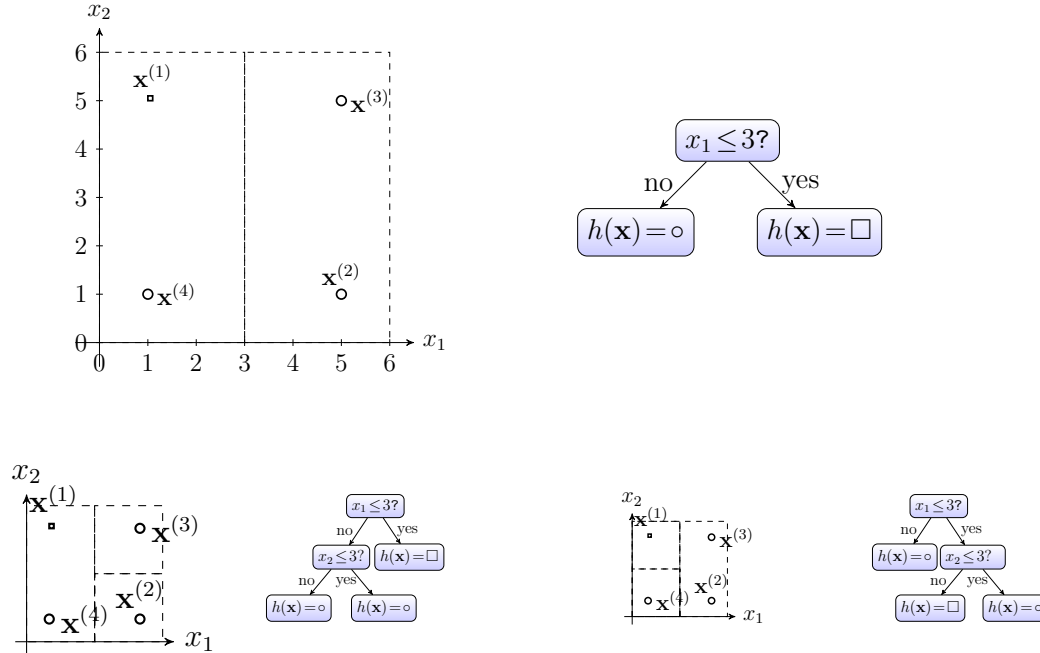 x₂
6
x⁽¹⁾
5
x⁽³⁾
4
3
2
x⁽²⁾
1
x⁽⁴⁾
0
x₁
0 1 2 3 4 5 6
x₁ ≤ 3?
no yes
h(x) = ○ h(x) = □
x₂
x⁽¹⁾
x⁽³⁾
x⁽²⁾
x⁽⁴⁾
x₁
x₁ ≤ 3?
no yes
x₂ ≤ 3? h(x) = □
no yes
h(x) = ○ h(x) = ○
x₂
x⁽¹⁾
x⁽³⁾
x⁽²⁾
x⁽⁴⁾
x₁
x₁ ≤ 3?
no yes
h(x) = ○ x₂ ≤ 3?
no yes
h(x) = □ h(x) = ○